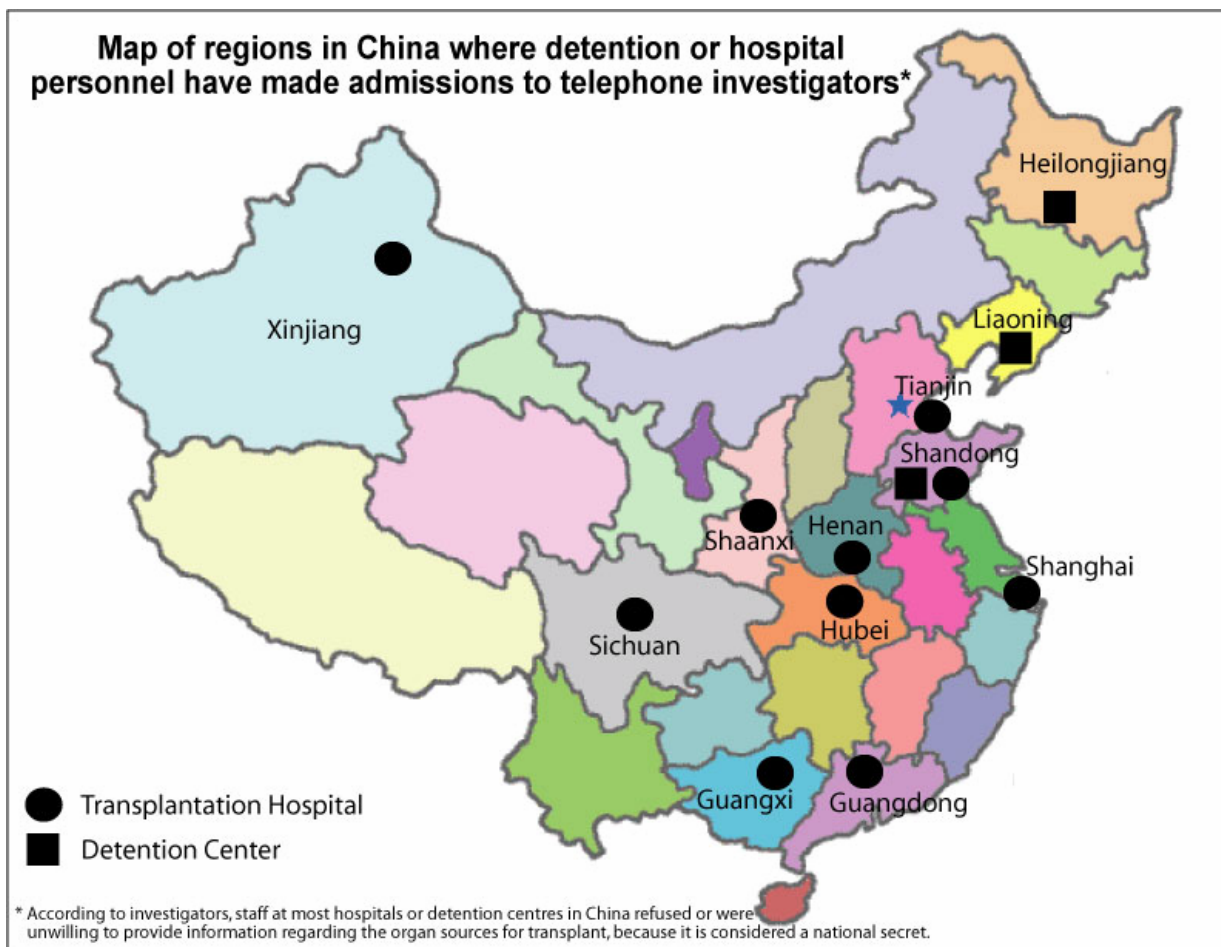 Map of regions in China where detention or hospital
personnel have made admissions to telephone investigators*
Heilongjiang
Xinjiang
Liaoning
Tianjin
Shandong
Shaanxi
Henan
Shanghai
Hubei
Sichuan
Guangxi
Guangdong
Transplantation Hospital
Detention Center
* According to investigators, staff at most hospitals or detention centres in China refused or were
unwilling to provide information regarding the organ sources for transplant, because it is considered a national secret.